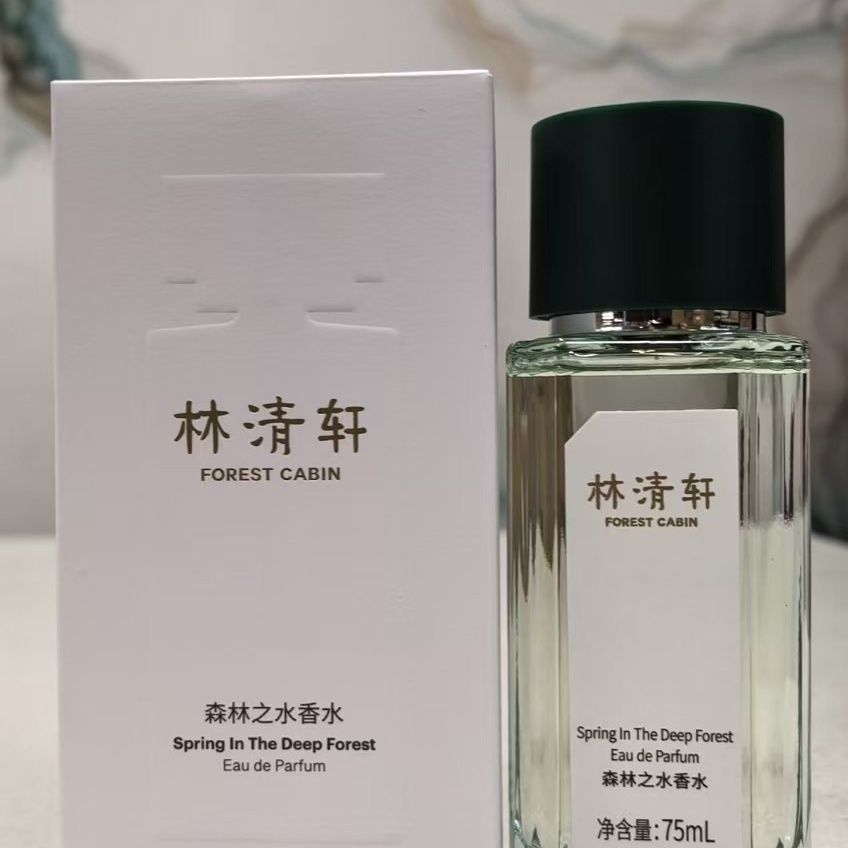 林清轩
FOREST CABIN
森林之水香水
Spring In The Deep Forest
Eau de Parfum
林清轩
FOREST CABIN
Spring In The Deep Forest
Eau de Parfum
森林之水香水
净含量:75mL